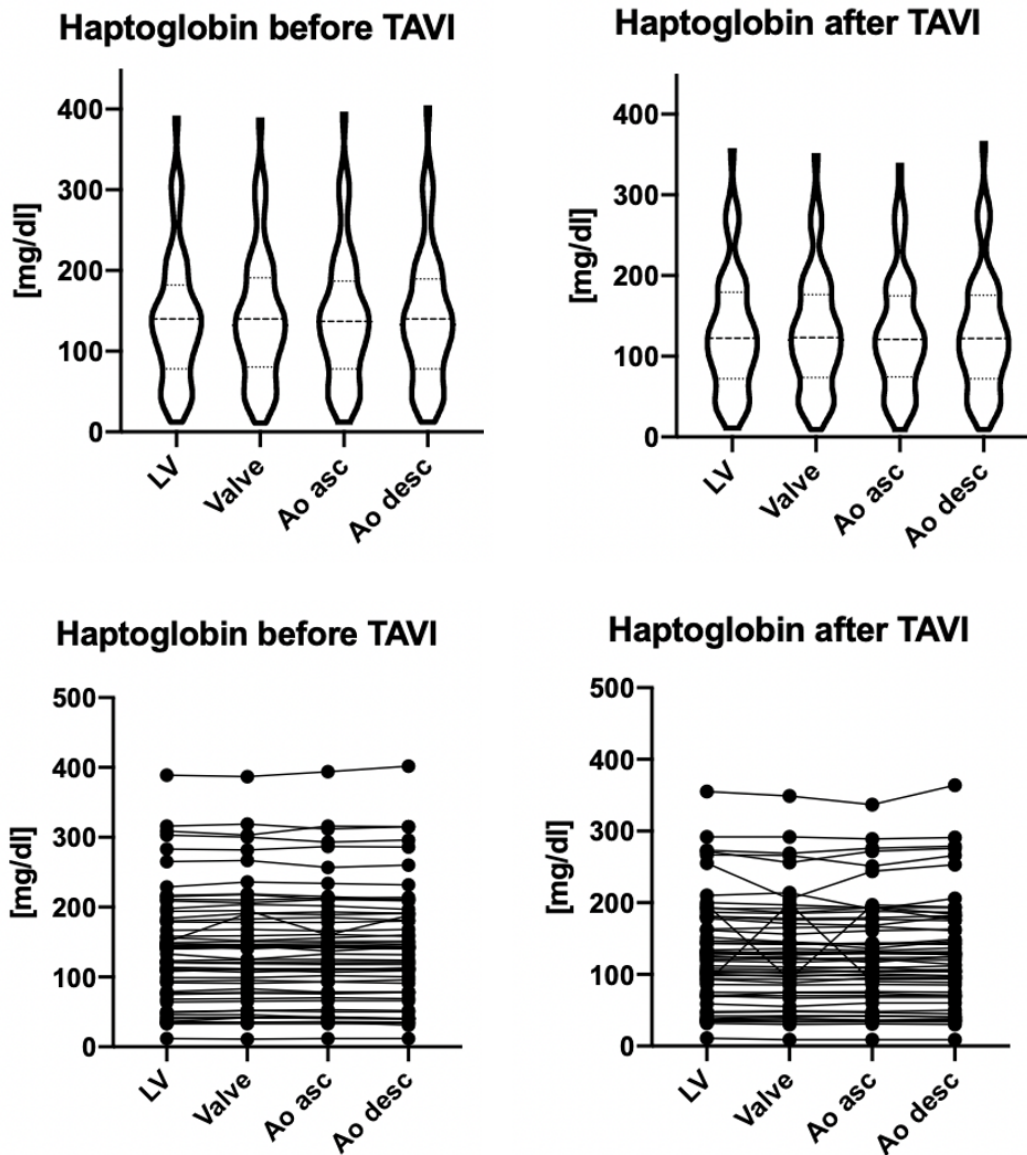 Haptoglobin before TAVI
[mg/dl]
400
300
200
100
0
LV
Valve
Ao asc
Ao desc
Haptoglobin after TAVI
[mg/dl]
400
300
200
100
0
LV
Valve
Ao asc
Ao desc
Haptoglobin before TAVI
[mg/dl]
500
400
300
200
100
0
LV
Valve
Ao asc
Ao desc
Haptoglobin after TAVI
[mg/dl]
500
400
300
200
100
0
LV
Valve
Ao asc
Ao desc